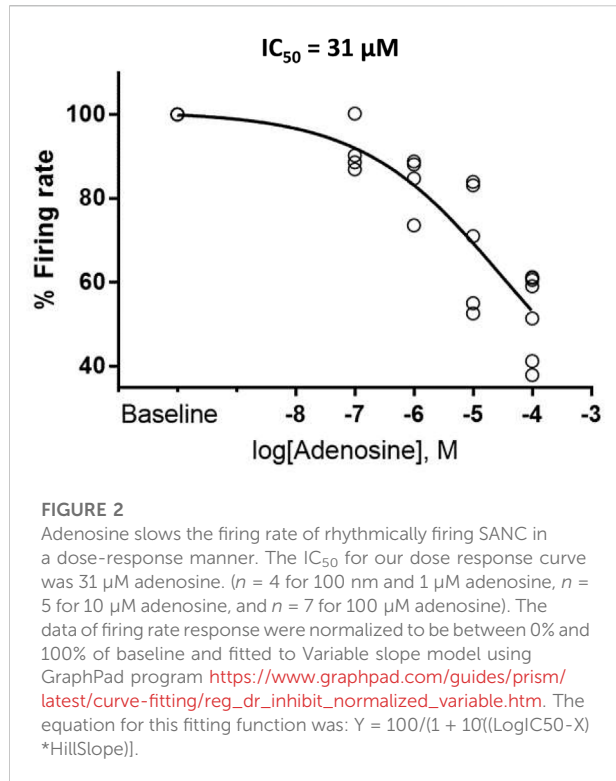 IC₅₀ = 31 µM
% Firing rate
100
80
60
40
Baseline -8 -7 -6 -5 -4 -3
log[Adenosine], M
FIGURE 2
Adenosine slows the firing rate of rhythmically firing SANC in
a dose-response manner. The IC₅₀ for our dose response curve
was 31 µM adenosine. (n = 4 for 100 nm and 1 µM adenosine, n =
5 for 10 µM adenosine, and n = 7 for 100 µM adenosine). The
data of firing rate response were normalized to be between 0% and
100% of baseline and fitted to Variable slope model using
GraphPad program https://www.graphpad.com/guides/prism/
latest/curve-fitting/reg_dr_inhibit_normalized_variable.htm. The
equation for this fitting function was: Y = 100/(1 + 10^((LogIC50-X)
*HillSlope)].